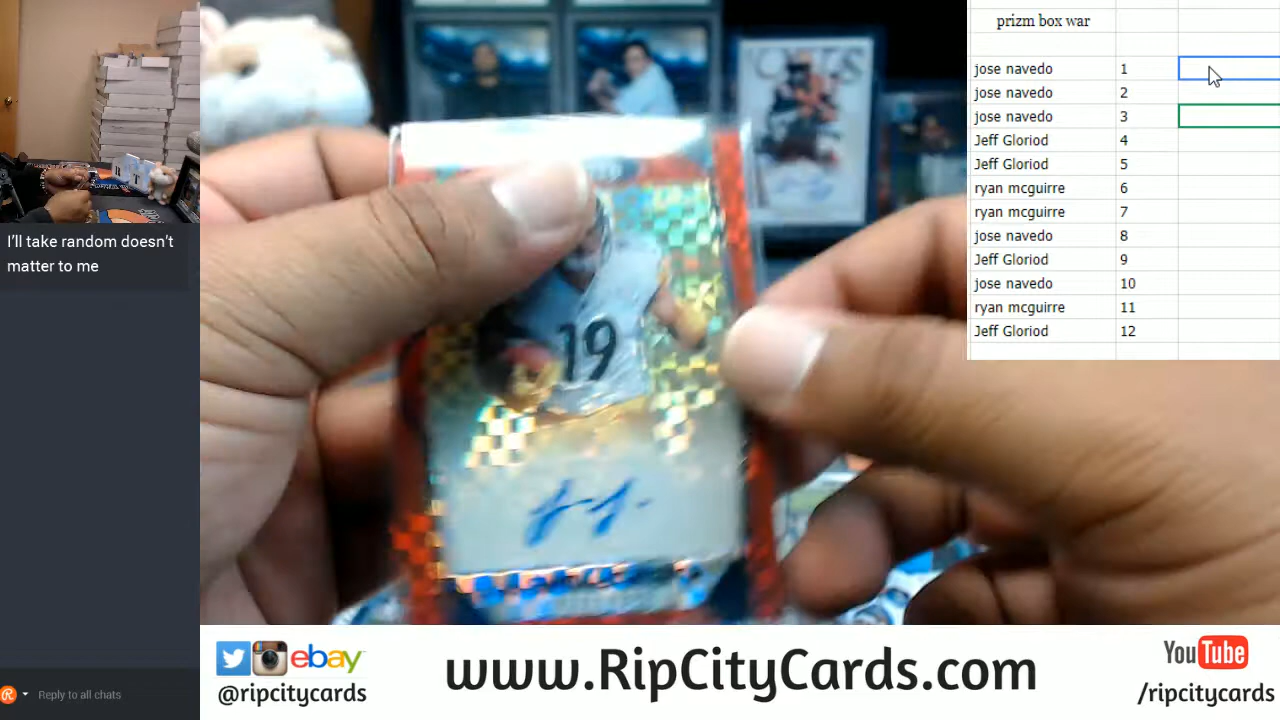 prizm box war
jose navedo 1
jose navedo 2
jose navedo 3
Jeff Gloriod 4
Jeff Gloriod 5
ryan mcguirre 6
ryan mcguirre 7
jose navedo 8
Jeff Gloriod 9
jose navedo 10
ryan mcguirre 11
Jeff Gloriod 12
I'll take random doesn't
matter to me
19
Reply to all chats
ebay
@ripcitycards
www.RipCityCards.com
YouTube
/ripcitycards